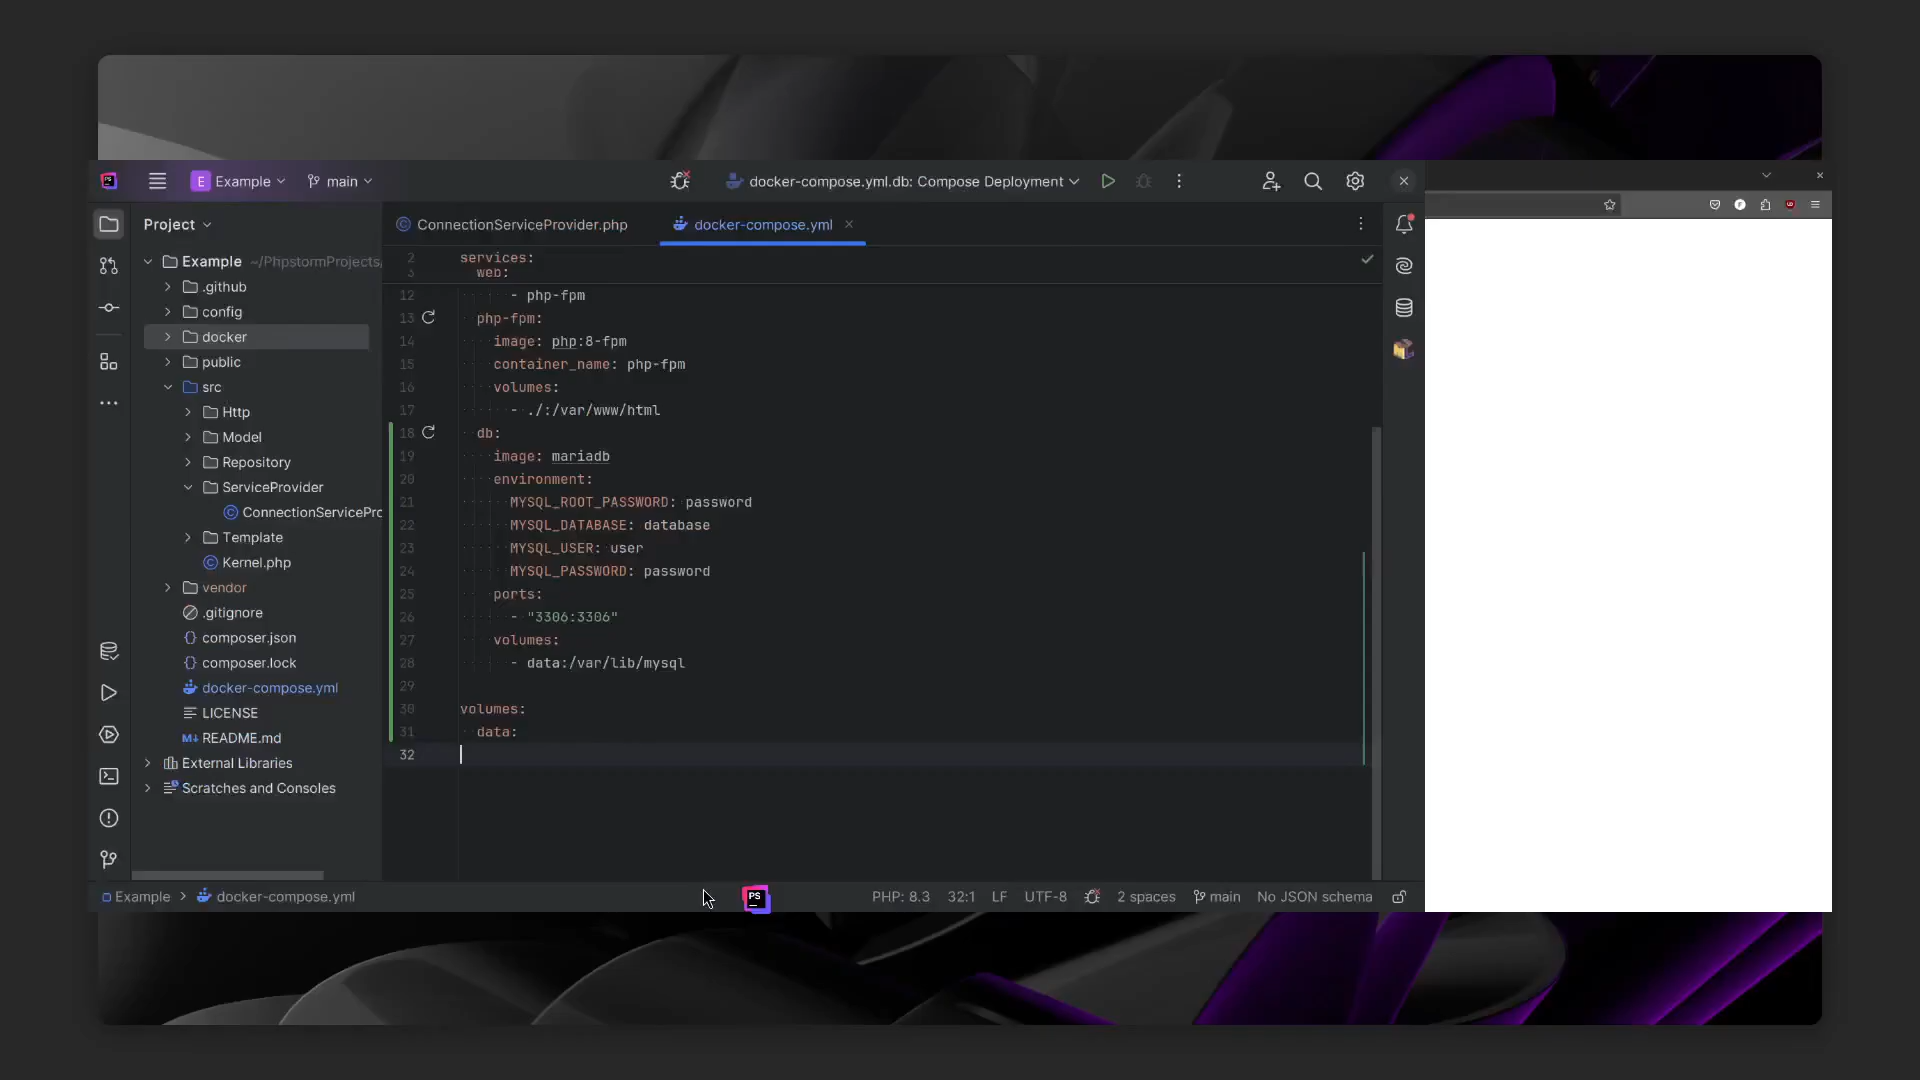 PS
E Example
main
docker-compose.yml.db: Compose Deployment
Project
ConnectionServiceProvider.php
docker-compose.yml
Example ~/PhpstormProjects/
.github
config
docker
public
src
Http
Model
Repository
ServiceProvider
ConnectionServicePro
Template
Kernel.php
vendor
.gitignore
composer.json
composer.lock
docker-compose.yml
LICENSE
M↓ README.md
External Libraries
Scratches and Consoles
2 services:
3 web:
12 - php-fpm
13 php-fpm:
14 image: php:8-fpm
15 container_name: php-fpm
16 volumes:
17 - ./:/var/www/html
18 db:
19 image: mariadb
20 environment:
21 MYSQL_ROOT_PASSWORD: password
22 MYSQL_DATABASE: database
23 MYSQL_USER: user
24 MYSQL_PASSWORD: password
25 ports:
26 - "3306:3306"
27 volumes:
28 - data:/var/lib/mysql
29
30 volumes:
31 data:
32
Example > docker-compose.yml
PS
PHP: 8.3 32:1 LF UTF-8 2 spaces main No JSON schema